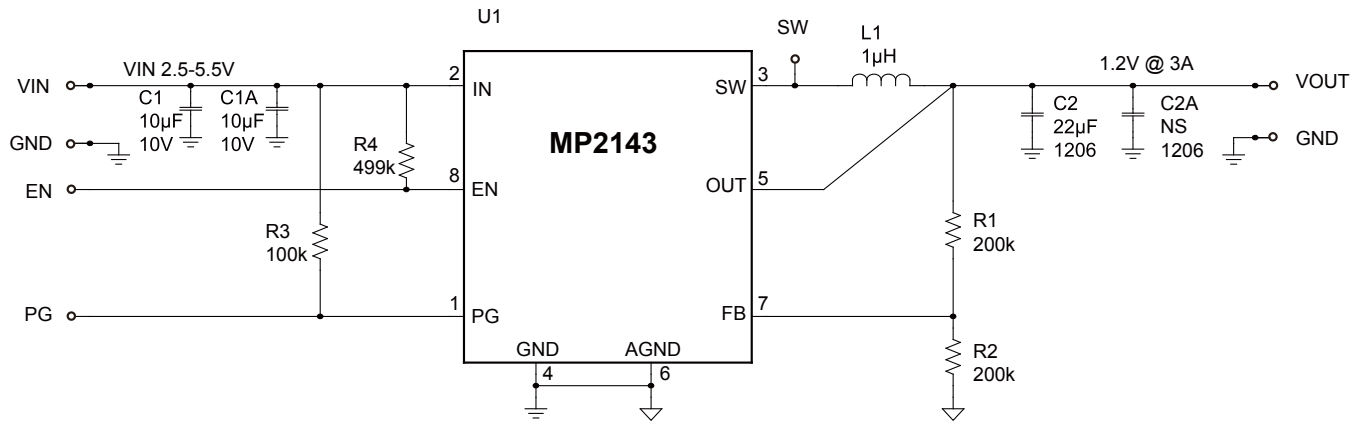 U1
SW
L1
1µH
VIN
VIN 2.5-5.5V
2
IN
3
SW
1.2V @ 3A
VOUT
C1
10µF
10V
C1A
10µF
10V
C2
22µF
1206
C2A
NS
1206
GND
GND
R4
499k
MP2143
EN
8
EN
OUT
5
R3
100k
R1
200k
PG
1
PG
FB
7
GND
4
AGND
6
R2
200k